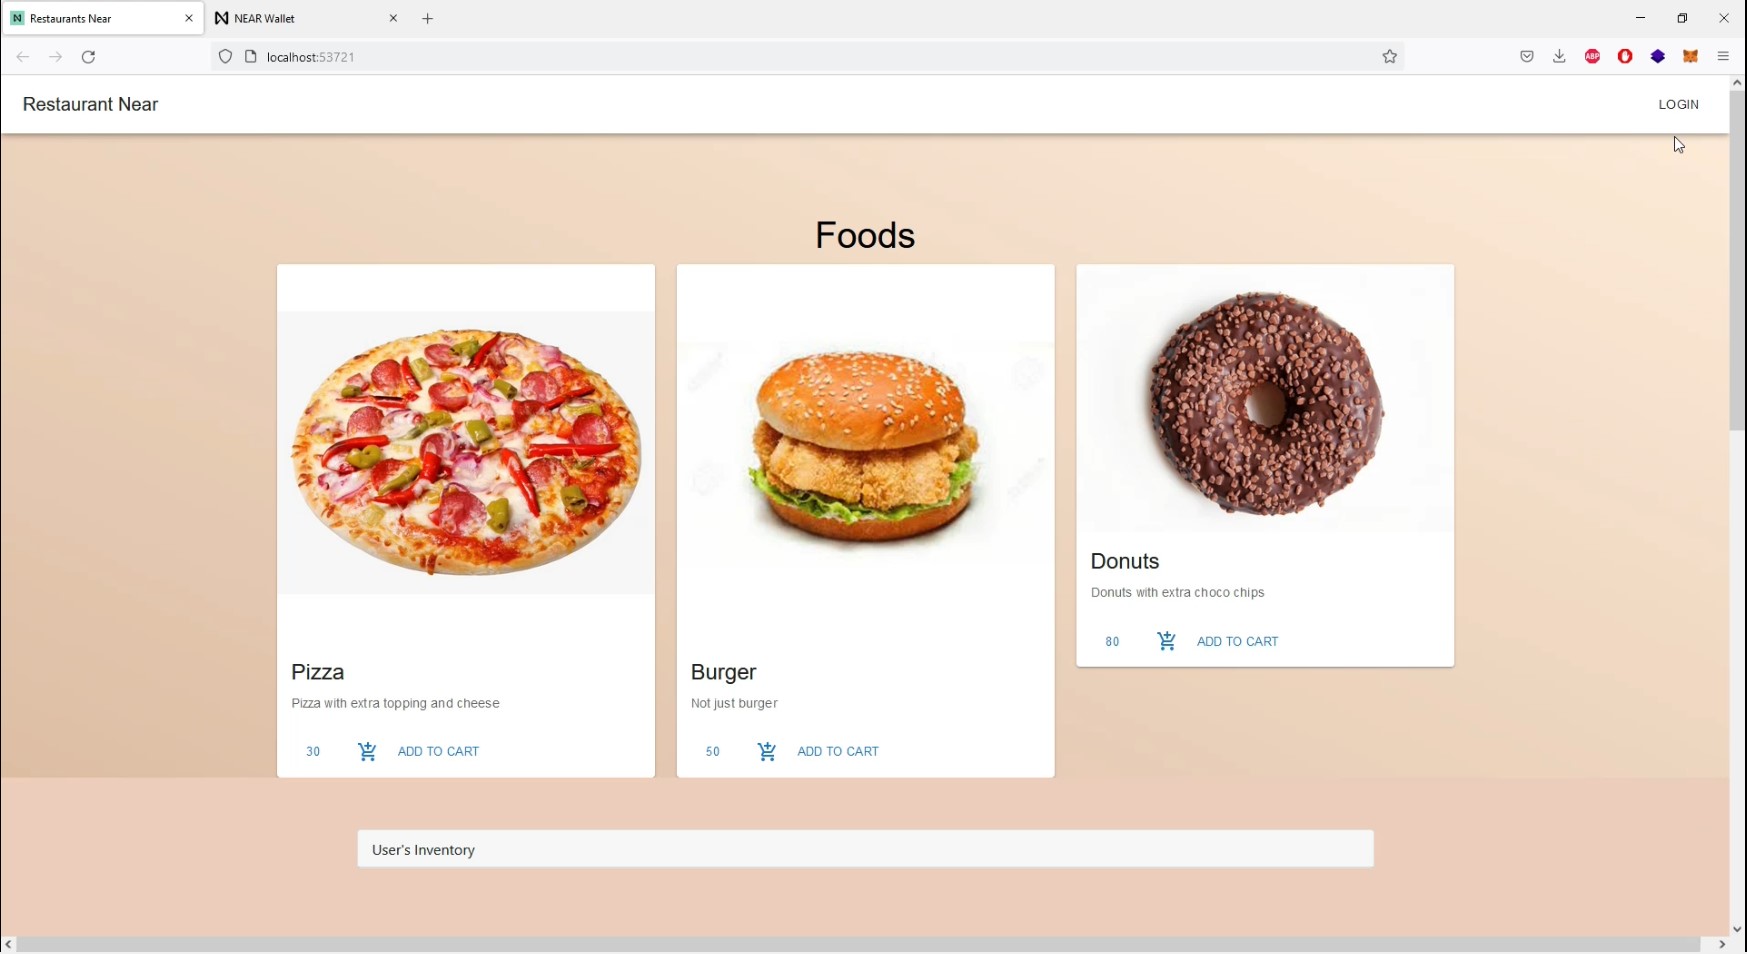 Restaurants Near
NEAR Wallet
localhost:53721
ABP
Restaurant Near
LOGIN
Foods
Pizza
Pizza with extra topping and cheese
30 ADD TO CART
Burger
Not just burger
50 ADD TO CART
Donuts
Donuts with extra choco chips
80 ADD TO CART
User's Inventory